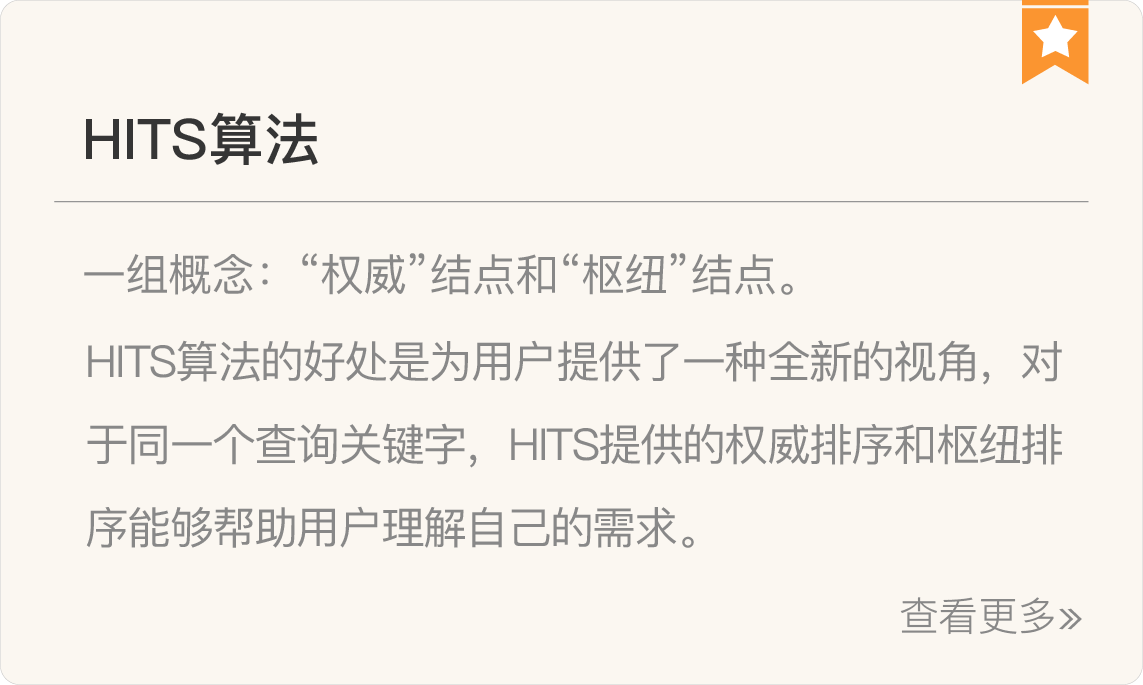 HITS算法
一组概念：“权威”结点和“枢纽”结点。
HITS算法的好处是为用户提供了一种全新的视角，对
于同一个查询关键字，HITS提供的权威排序和枢纽排
序能够帮助用户理解自己的需求。
查看更多»